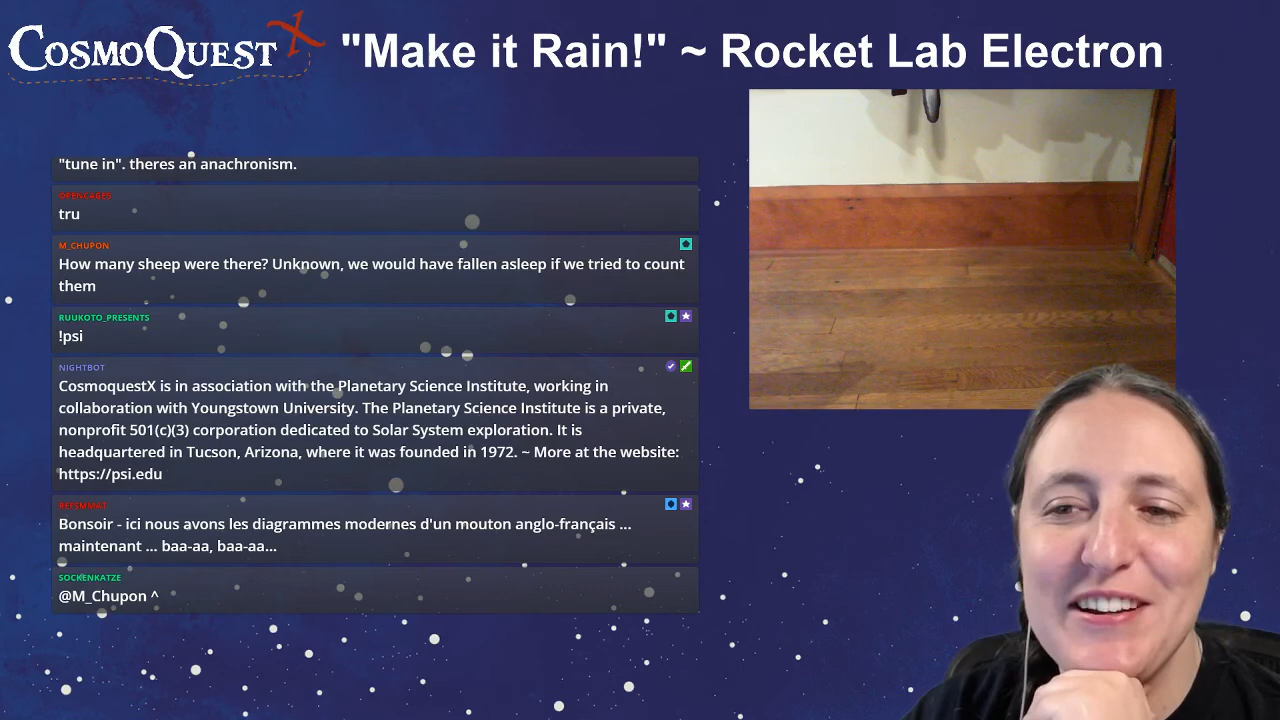 COSMOQUEST X
"Make it Rain!" ~ Rocket Lab Electron
"tune in". theres an anachronism.
OPENCAGES
tru
M_CHUPON
How many sheep were there? Unknown, we would have fallen asleep if we tried to count
them
RUUKOTO_PRESENTS
!psi
NIGHTBOT
CosmoquestX is in association with the Planetary Science Institute, working in
collaboration with Youngstown University. The Planetary Science Institute is a private,
nonprofit 501(c)(3) corporation dedicated to Solar System exploration. It is
headquartered in Tucson, Arizona, where it was founded in 1972. ~ More at the website:
https://psi.edu
REESMMAT
Bonsoir - ici nous avons les diagrammes modernes d'un mouton anglo-français ...
maintenant ... baa-aa, baa-aa...
SOCKENKATZE
@M_Chupon ^